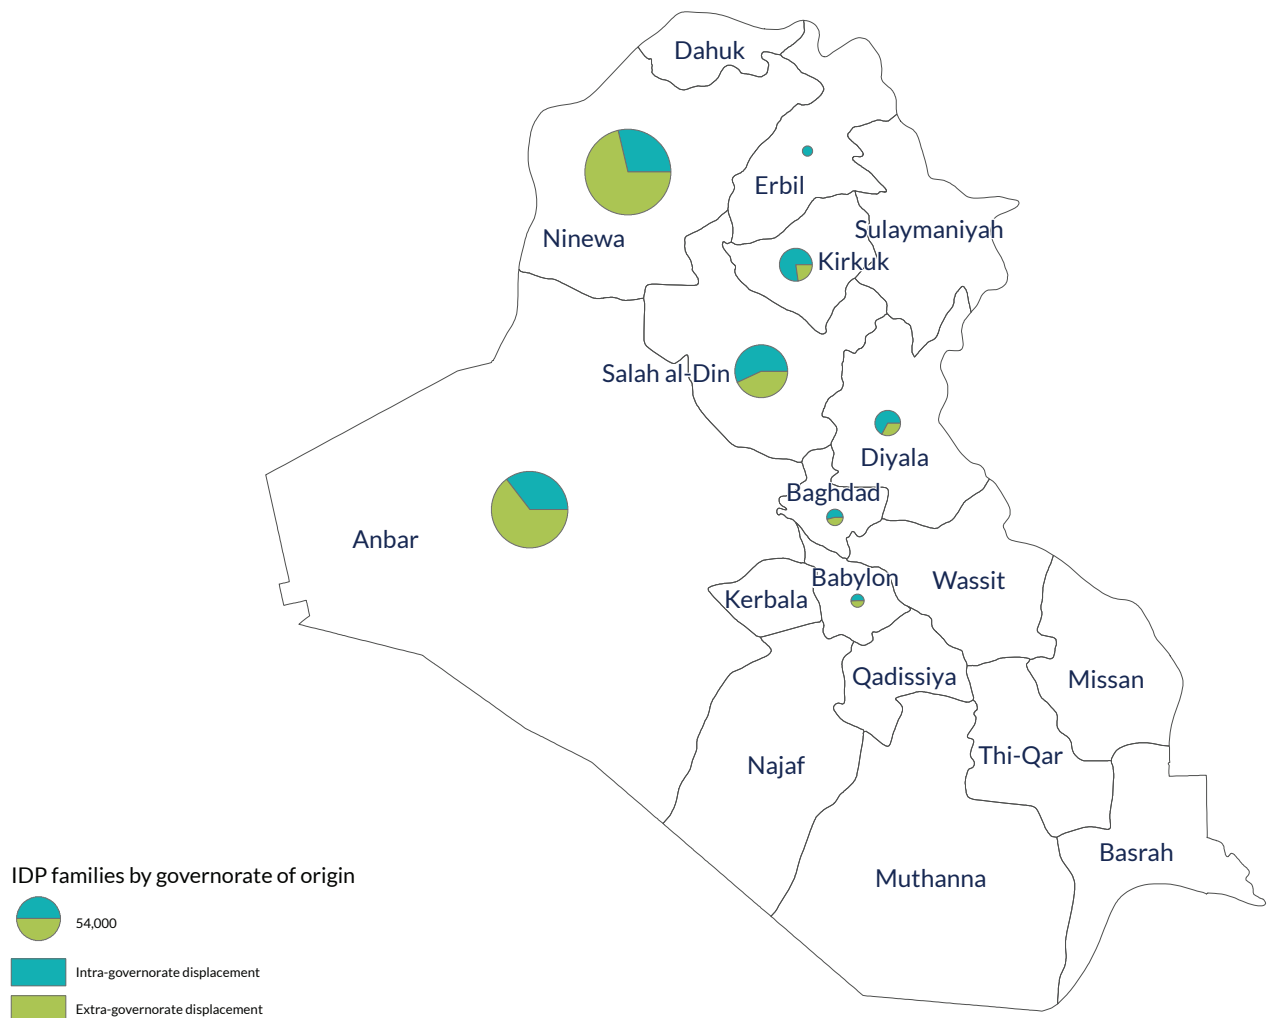 Dahuk
Erbil
Ninewa
Sulaymaniyah
Kirkuk
Salah al-Din
Diyala
Baghdad
Anbar
Babylon
Wassit
Kerbala
Qadissiya
Missan
Thi-Qar
Najaf
Basrah
Muthanna
IDP families by governorate of origin
54,000
Intra-governorate displacement
Extra-governorate displacement